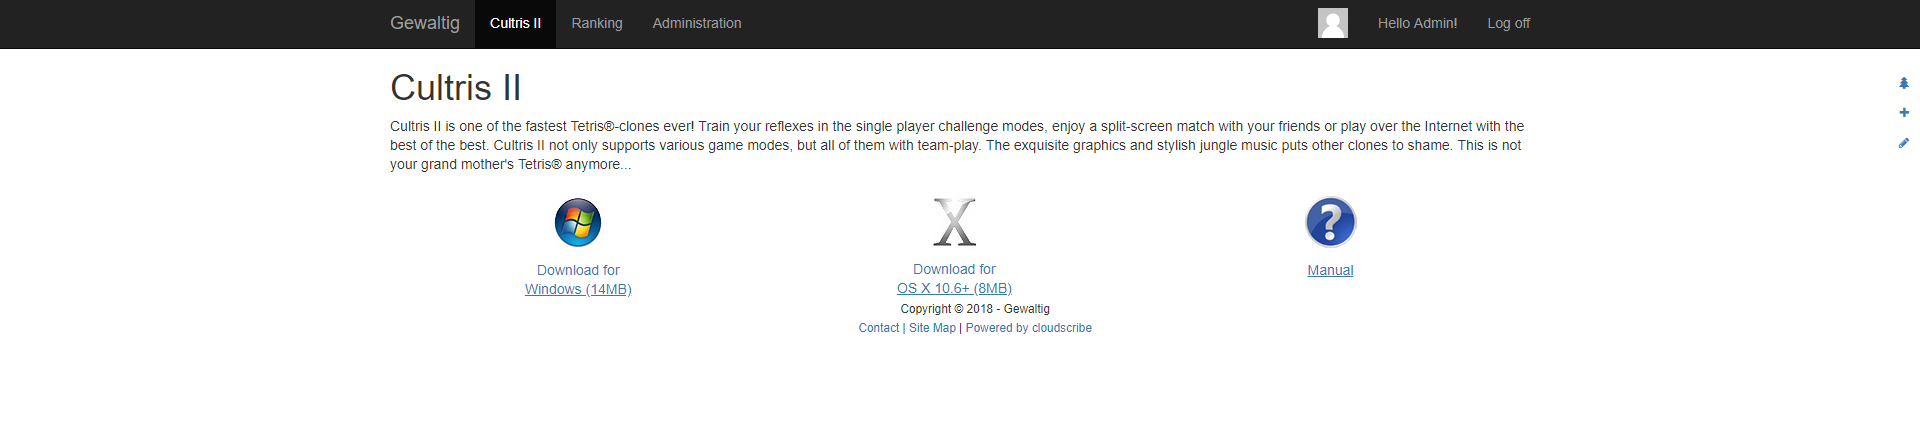 Gewaltig Cultris II Ranking Administration Hello Admin! Log off
Cultris II
Cultris II is one of the fastest Tetris®-clones ever! Train your reflexes in the single player challenge modes, enjoy a split-screen match with your friends or play over the Internet with the
best of the best. Cultris II not only supports various game modes, but all of them with team-play. The exquisite graphics and stylish jungle music puts other clones to shame. This is not
your grand mother's Tetris® anymore...
Download for
Windows (14MB)
Download for
OS X 10.6+ (8MB)
Manual
Copyright © 2018 - Gewaltig
Contact | Site Map | Powered by cloudscribe